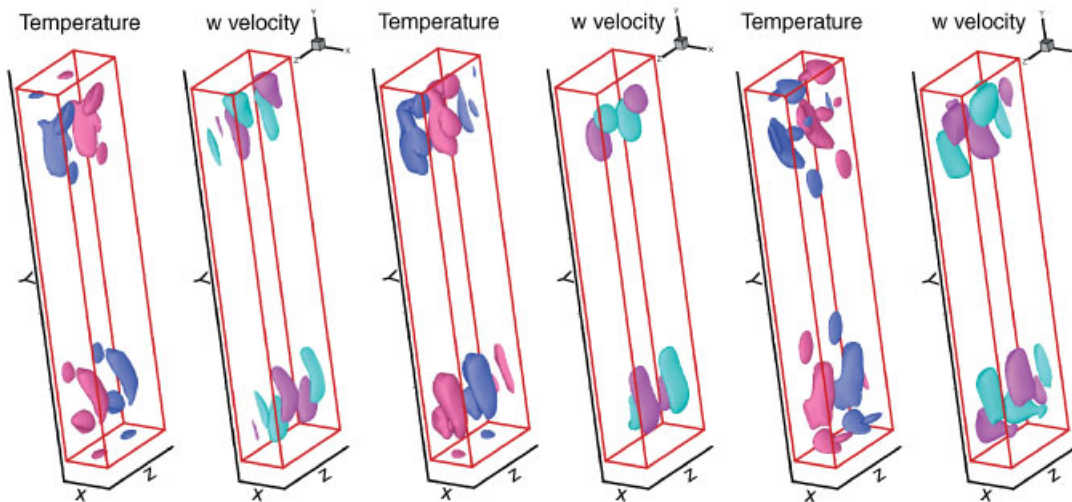 Temperature w velocity Temperature w velocity Temperature w velocity
Y X Z Y X Z Y X Z
Y Y Y Y Y Y
X Z X Z X Z X Z X Z X Z